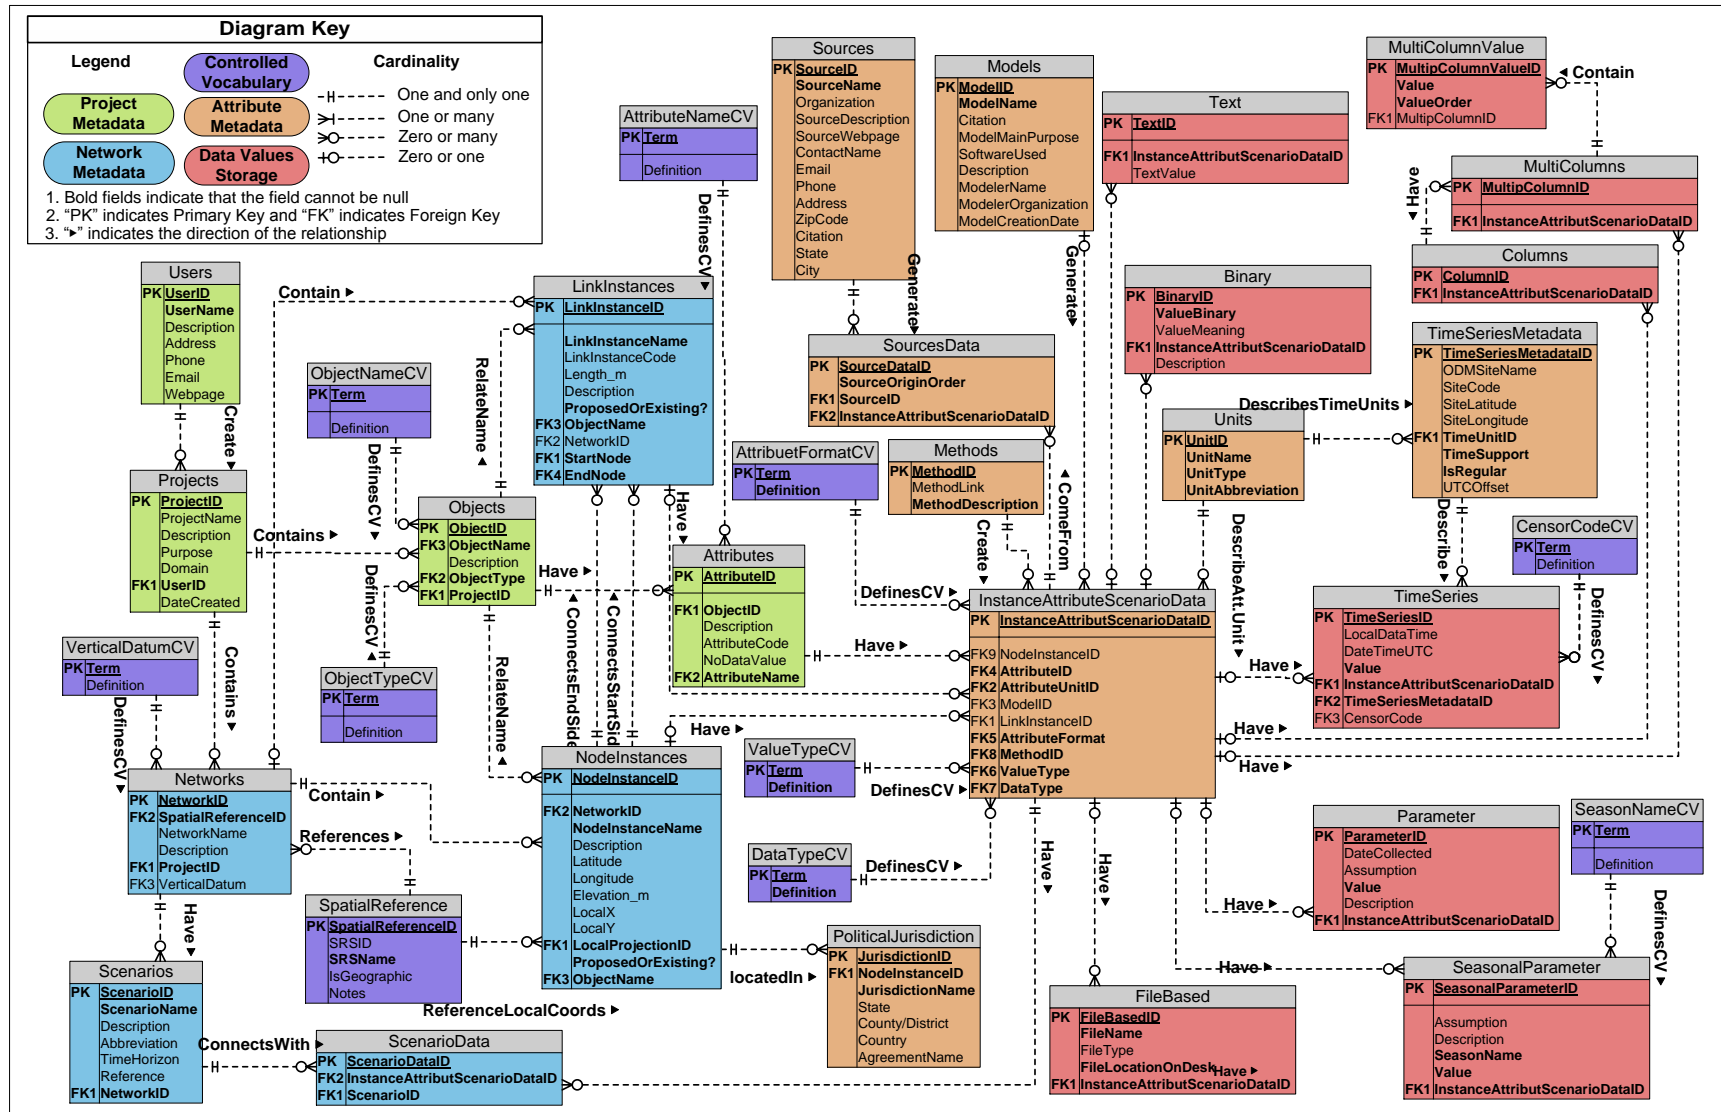 Diagram Key
Legend
Controlled
Vocabulary
Cardinality
Project
Metadata
Attribute
Metadata
Network
Metadata
Data Values
Storage
One and only one
One or many
Zero or many
Zero or one
1. Bold fields indicate that the field cannot be null
2. “PK” indicates Primary Key and “FK” indicates Foreign Key
3. “▸” indicates the direction of the relationship
Users
PK UserID
UserName
Description
Address
Phone
Email
Webpage
Create
Projects
PK ProjectID
ProjectName
Description
Purpose
Domain
FK1 UserID
DateCreated
Contains
Contains
VerticalDatumCV
PK Term
Definition
DefinesCV
Networks
PK NetworkID
FK2 SpatialReferenceID
NetworkName
Description
FK1 ProjectID
FK3 VerticalDatum
Have
Scenarios
PK ScenarioID
ScenarioName
Description
Abbreviation
TimeHorizon
Reference
FK1 NetworkID
ConnectsWith
ScenarioData
PK ScenarioDataID
FK2 InstanceAttributScenarioDataID
FK1 ScenarioID
Contain
ObjectNameCV
PK Term
Definition
DefinesCV
DefinesCV
ObjectTypeCV
PK Term
Definition
Objects
PK ObjectID
FK3 ObjectName
Description
FK2 ObjectType
FK1 ProjectID
RelateName
RelateName
Have
Contain
References
SpatialReference
PK SpatialReferenceID
SRSID
SRSName
IsGeographic
Notes
ReferenceLocalCoords
LinkInstances
PK LinkInstanceID
LinkInstanceName
LinkInstanceCode
Length_m
Description
ProposedOrExisting?
FK3 ObjectName
FK2 NetworkID
FK1 StartNode
FK4 EndNode
ConnectsEndSide
ConnectsStartSid
Have
NodeInstances
PK NodeInstanceID
FK2 NetworkID
NodeInstanceName
Description
Latitude
Longitude
Elevation_m
LocalX
LocalY
FK1 LocalProjectionID
ProposedOrExisting?
FK3 ObjectName
Have
locatedIn
PoliticalJurisdiction
PK JurisdictionID
FK1 NodeInstanceID
JurisdictionName
State
County/District
Country
AgreementName
AttributeNameCV
PK Term
Definition
DefinesCV
Attributes
PK AttributeID
FK1 ObjectID
Description
AttributeCode
NoDataValue
FK2 AttributeName
Have
Sources
PK SourceID
SourceName
Organization
SourceDescription
SourceWebpage
ContactName
Email
Phone
Address
ZipCode
Citation
State
City
Generate
SourcesData
PK SourceDataID
SourceOriginOrder
FK1 SourceID
FK2 InstanceAttributScenarioDataID
ComeFrom
Models
PK ModelID
ModelName
Citation
ModelMainPurpose
SoftwareUsed
Description
ModelerName
ModelerOrganization
ModelCreationDate
Generate
AttribuetFormatCV
PK Term
Definition
DefinesCV
Methods
PK MethodID
MethodLink
MethodDescription
Create
InstanceAttributeScenarioData
PK InstanceAttributScenarioDataID
FK9 NodeInstanceID
FK4 AttributeID
FK2 AttributeUnitID
FK3 ModelID
FK1 LinkInstanceID
FK5 AttributeFormat
FK8 MethodID
FK6 ValueType
FK7 DataType
ValueTypeCV
PK Term
Definition
DefinesCV
DataTypeCV
PK Term
Definition
DefinesCV
Have
Have
Text
PK TextID
FK1 InstanceAttributScenarioDataID
TextValue
Binary
PK BinaryID
ValueBinary
ValueMeaning
FK1 InstanceAttributScenarioDataID
Description
Units
PK UnitID
UnitName
UnitType
UnitAbbreviation
DescribesTimeUnits
DescribeAtt.Unit
MultiColumnValue
PK MultipColumnValueID
Value
ValueOrder
FK1 MultipColumnID
Contain
MultiColumns
PK MultipColumnID
FK1 InstanceAttributScenarioDataID
Have
Columns
PK ColumnID
FK1 InstanceAttributScenarioDataID
TimeSeriesMetadata
PK TimeSeriesMetadataID
ODMSiteName
SiteCode
SiteLatitude
SiteLongitude
FK1 TimeUnitID
TimeSupport
IsRegular
UTCOffset
Describe
CensorCodeCV
PK Term
Definition
DefinesCV
TimeSeries
PK TimeSeriesID
LocalDataTime
DateTimeUTC
Value
FK1 InstanceAttributScenarioDataID
FK2 TimeSeriesMetadataID
FK3 CensorCode
Have
Have
Have
Parameter
PK ParameterID
DateCollected
Assumption
Value
Description
FK1 InstanceAttributScenarioDataID
Have
SeasonNameCV
PK Term
Definition
DefinesCV
SeasonalParameter
PK SeasonalParameterID
Assumption
Description
SeasonName
Value
FK1 InstanceAttributScenarioDataID
Have
FileBased
PK FileBasedID
FileName
FileType
FileLocationOnDesk
Have
FK1 InstanceAttributScenarioDataID